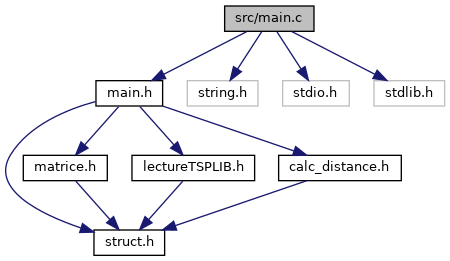 src/main.c
main.h
string.h
stdio.h
stdlib.h
matrice.h
lectureTSPLIB.h
calc_distance.h
struct.h